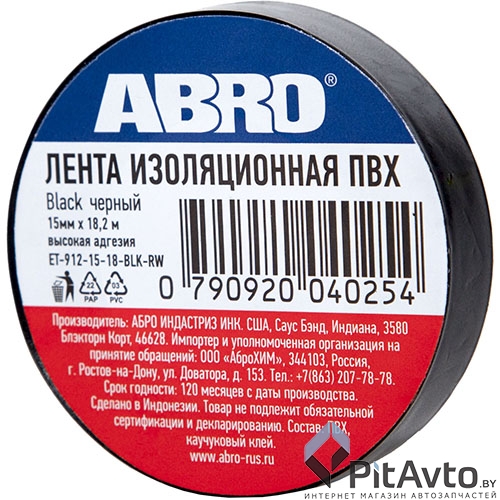 ABRO®
ЛЕНТА ИЗОЛЯЦИОННАЯ ПВХ
Black черный
15мм x 18,2 м
высокая адгезия
ET-912-15-18-BLK-RW
22 PAP 03 PVC
0 790920 040254
Производитель: АБРО ИНДАСТРИЗ ИНК. США, Саус Бэнд, Индиана, 3580
Блэкторн Корт, 46628. Импортер и уполномоченная организация на
принятие обращений: ООО «АброХИМ», 344103, Россия,
г. Ростов-на-Дону, ул. Доватора, д. 153. Тел.: +7(863) 207-78-78.
Срок годности: 120 месяцев с даты производства.
Сделано в Индонезии. Товар не подлежит обязательной
сертификации и декларированию. Состав: ПВХ,
каучуковый клей.
www.abro-rus.ru
PitAvto.by
ИНТЕРНЕТ МАГАЗИН АВТОЗАПЧАСТЕЙ